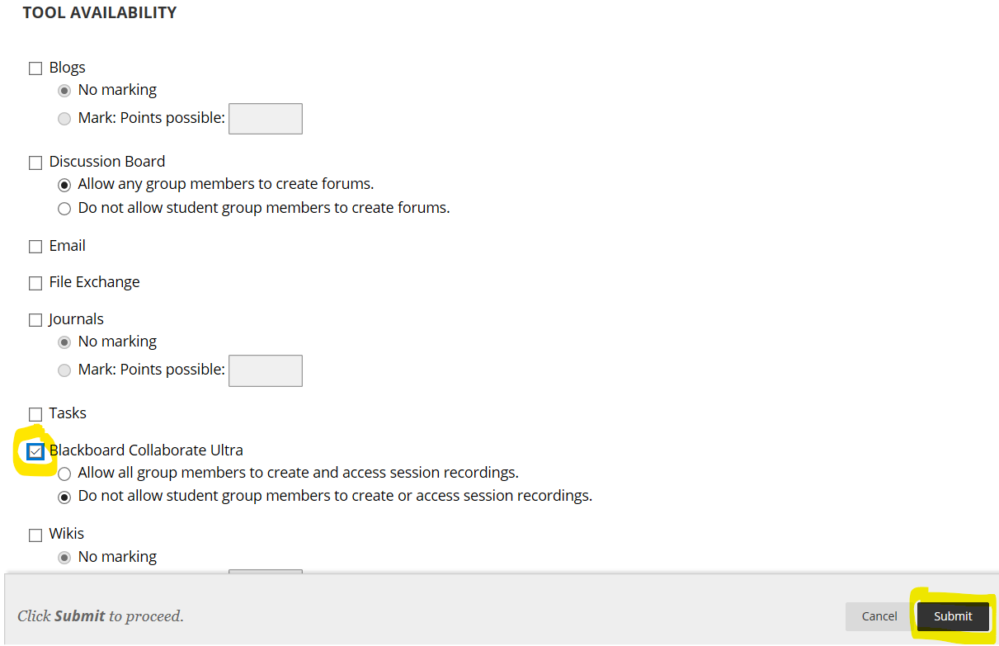 TOOL AVAILABILITY
Blogs
No marking
Mark: Points possible:
Discussion Board
Allow any group members to create forums.
Do not allow student group members to create forums.
Email
File Exchange
Journals
No marking
Mark: Points possible:
Tasks
Blackboard Collaborate Ultra
Allow all group members to create and access session recordings.
Do not allow student group members to create or access session recordings.
Wikis
No marking
Click Submit to proceed.
Cancel
Submit